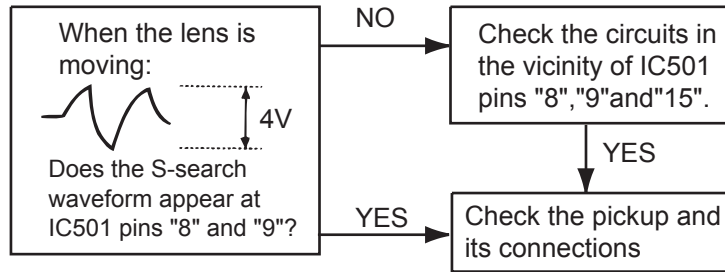 When the lens is
moving:
4V
Does the S-search
waveform appear at
IC501 pins "8" and "9"?
NO
Check the circuits in
the vicinity of IC501
pins "8","9"and"15".
YES
YES
Check the pickup and
its connections